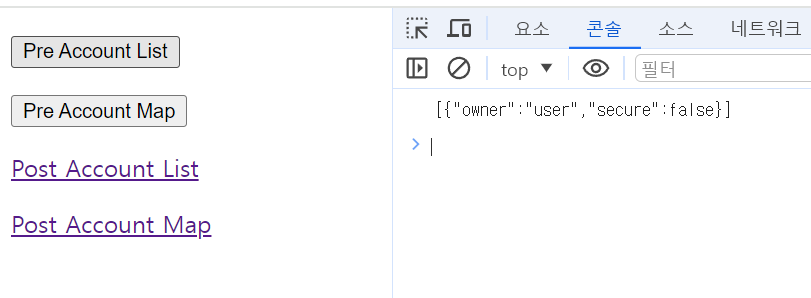 Pre Account List
Pre Account Map
Post Account List
Post Account Map
요소 콘솔 소스 네트워크
top 필터
[{"owner":"user","secure":false}]